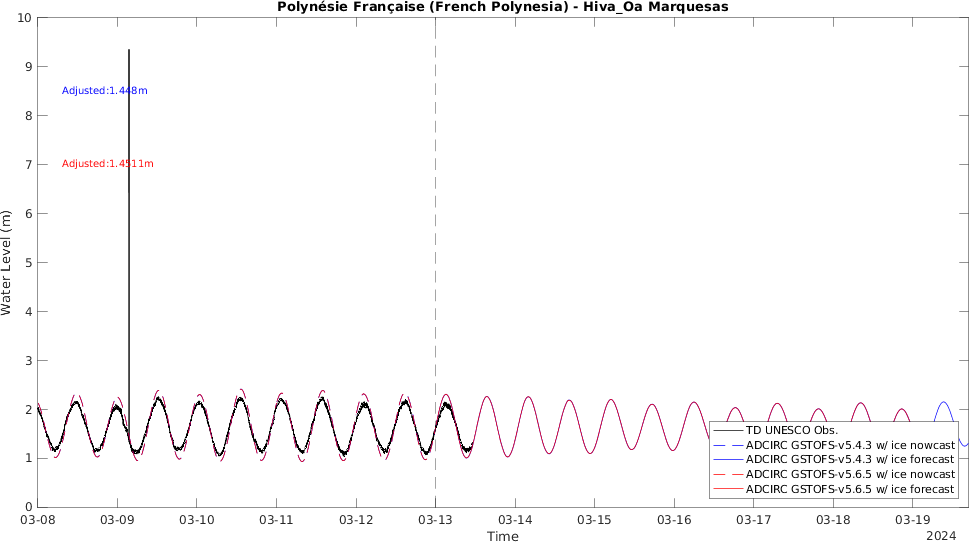 Polynésie Française (French Polynesia) - Hiva_Oa Marquesas
10
9
8
7
6
5
4
3
2
1
0
Water Level (m)
Adjusted:1.448m
Adjusted:1.4511m
TD UNESCO Obs.
ADCIRC GSTOFS-v5.4.3 w/ ice nowcast
ADCIRC GSTOFS-v5.4.3 w/ ice forecast
ADCIRC GSTOFS-v5.6.5 w/ ice nowcast
ADCIRC GSTOFS-v5.6.5 w/ ice forecast
03-08 03-09 03-10 03-11 03-12 03-13 03-14 03-15 03-16 03-17 03-18 03-19
Time
2024